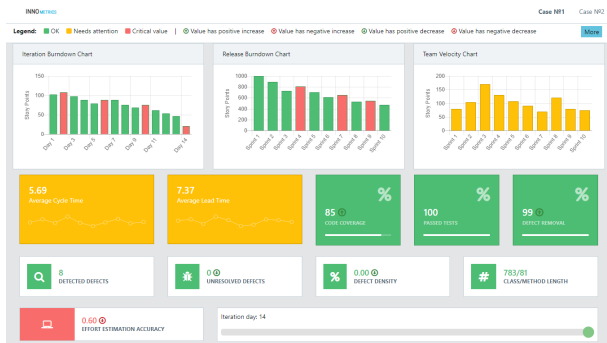 INNOMETRICS
Case №1
Case №2
Legend: OK Needs attention Critical value | Value has positive increase Value has negative increase Value has positive decrease Value has negative decrease
More
Iteration Burndown Chart
Story Points
150
100
50
0
Day 1 Day 3 Day 5 Day 7 Day 9 Day 11 Day 14
Release Burndown Chart
Story Points
1000
800
600
400
200
0
Sprint 1 Sprint 2 Sprint 3 Sprint 4 Sprint 5 Sprint 6 Sprint 7 Sprint 8 Sprint 9 Sprint 10
Team Velocity Chart
Story Points
200
150
100
50
0
Sprint 1 Sprint 2 Sprint 3 Sprint 4 Sprint 5 Sprint 6 Sprint 7 Sprint 8 Sprint 9 Sprint 10
5.69
Average Cycle Time
7.37
Average Lead Time
%
85
CODE COVERAGE
%
100
PASSED TESTS
%
99
DEFECT REMOVAL
8
DETECTED DEFECTS
0
UNRESOLVED DEFECTS
%
0.00
DEFECT DENSITY
#
783/81
CLASS/METHOD LENGTH
0.60
EFFORT ESTIMATION ACCURACY
Iteration day: 14